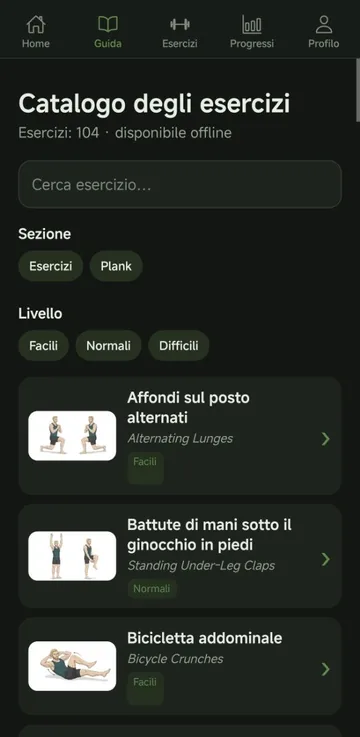 Home
Guida
Esercizi
Progressi
Profilo
Catalogo degli esercizi
Esercizi: 104 · disponibile offline
Cerca esercizio...
Sezione
Esercizi
Plank
Livello
Facili
Normali
Difficili
Affondi sul posto
alternati
Alternating Lunges
Facili
Battute di mani sotto il
ginocchio in piedi
Standing Under-Leg Claps
Normali
Bicicletta addominale
Bicycle Crunches
Facili